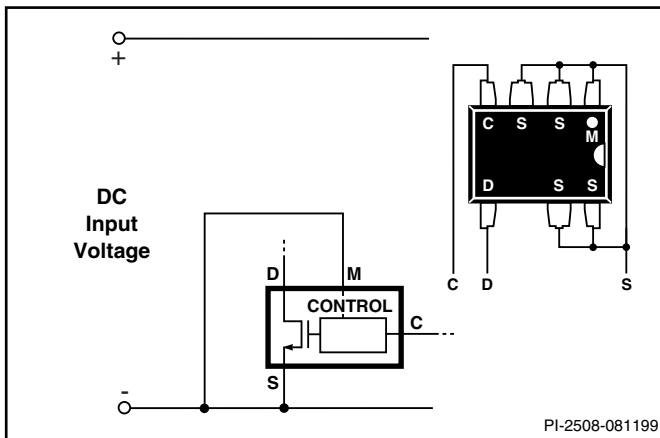 +
C S S
M
D S S
DC
Input
Voltage
C D S
D M
CONTROL
C
S
-
PI-2508-081199